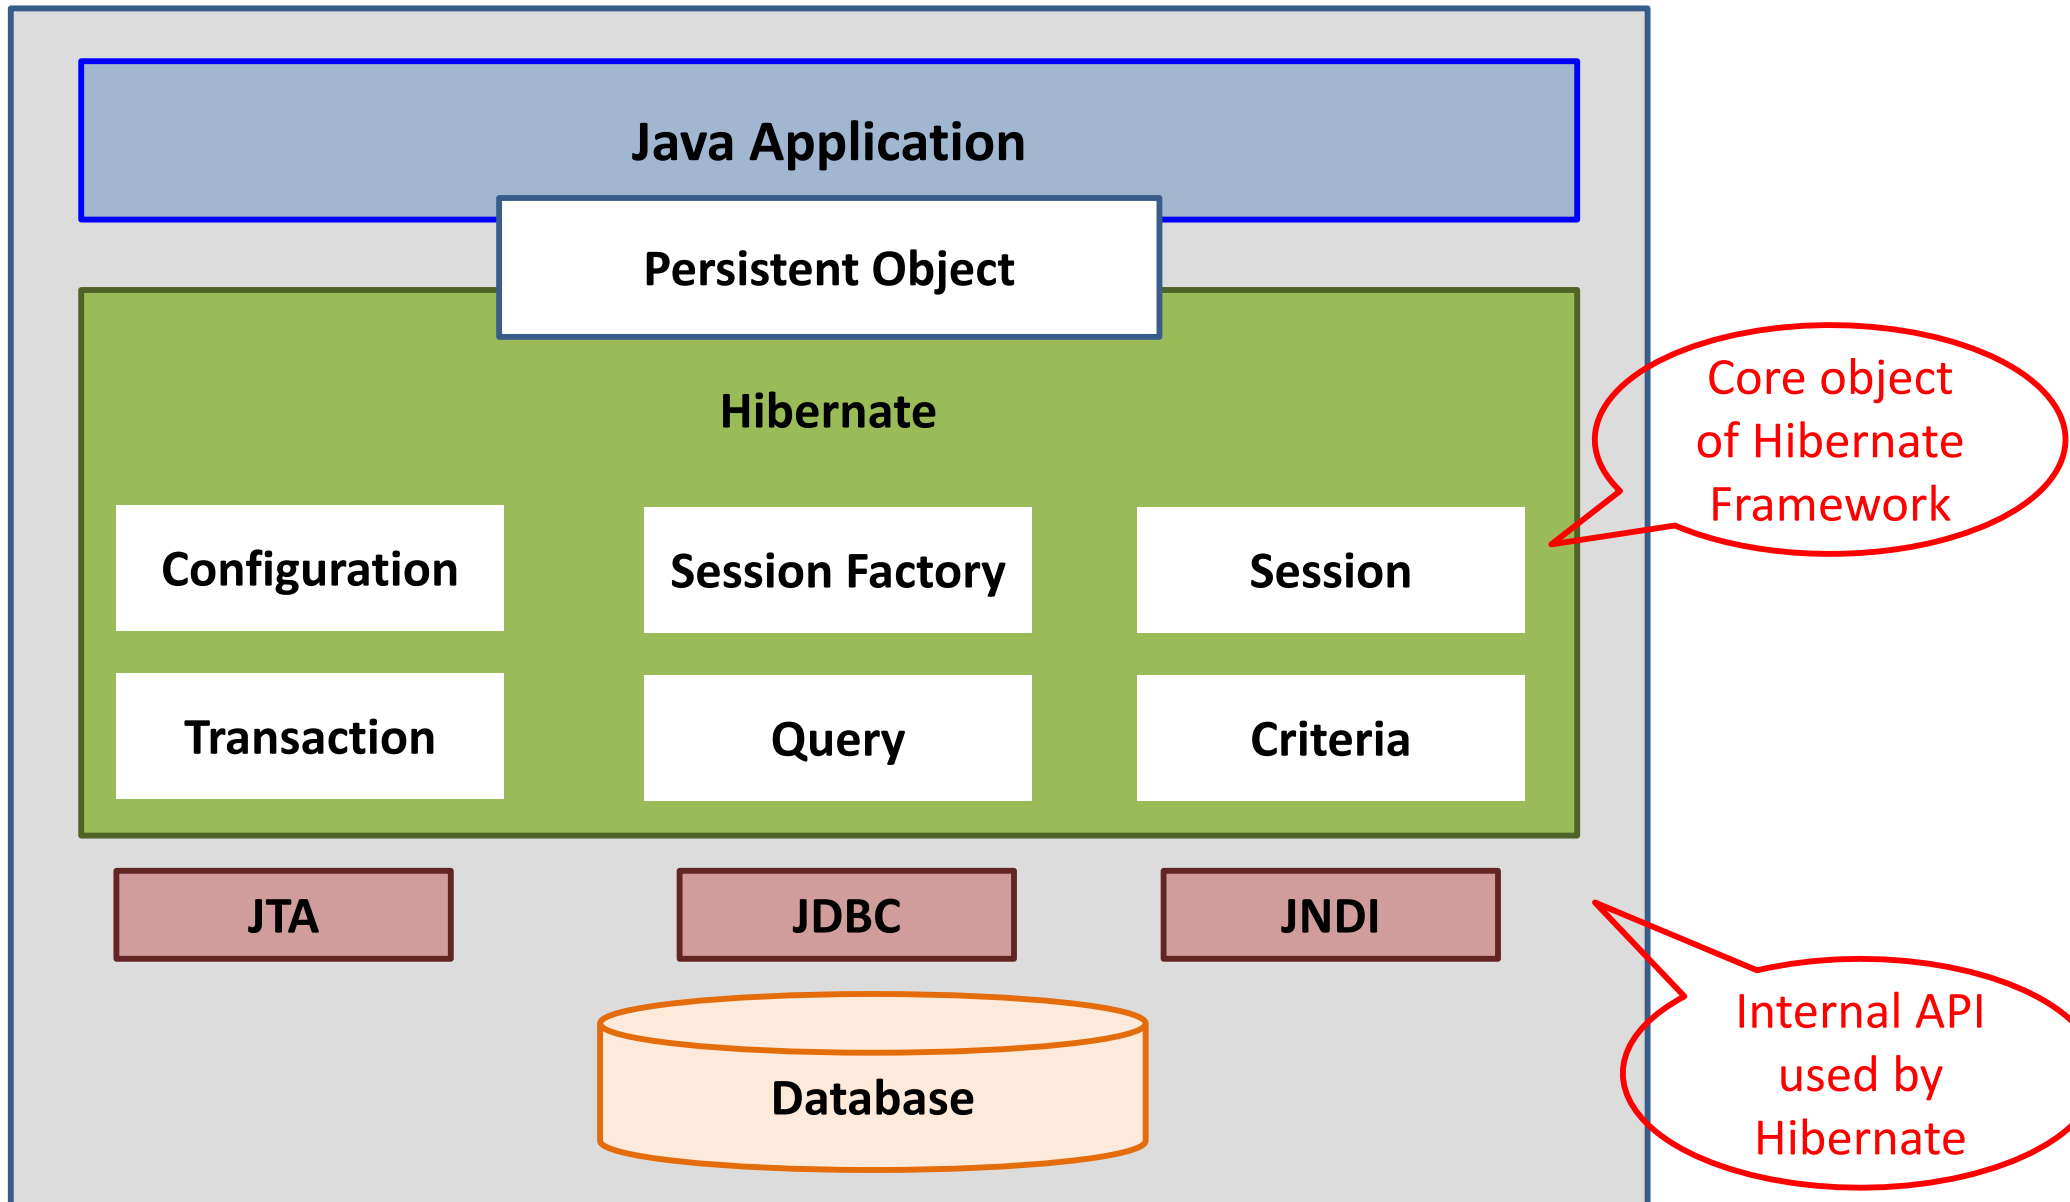 Java Application
Persistent Object
Hibernate
Core object
of Hibernate
Framework
Configuration
Session Factory
Session
Transaction
Query
Criteria
JTA
JDBC
JNDI
Internal API
used by
Hibernate
Database